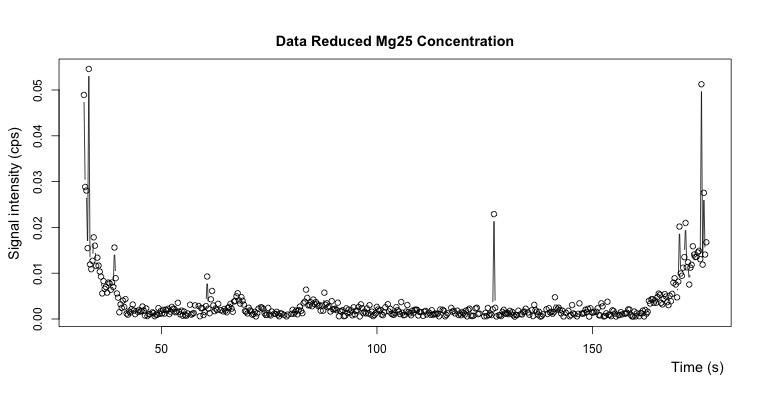 Data Reduced Mg25 Concentration
Signal intensity (cps)
0.05
0.04
0.03
0.02
0.01
0.00
50 100 150
Time (s)